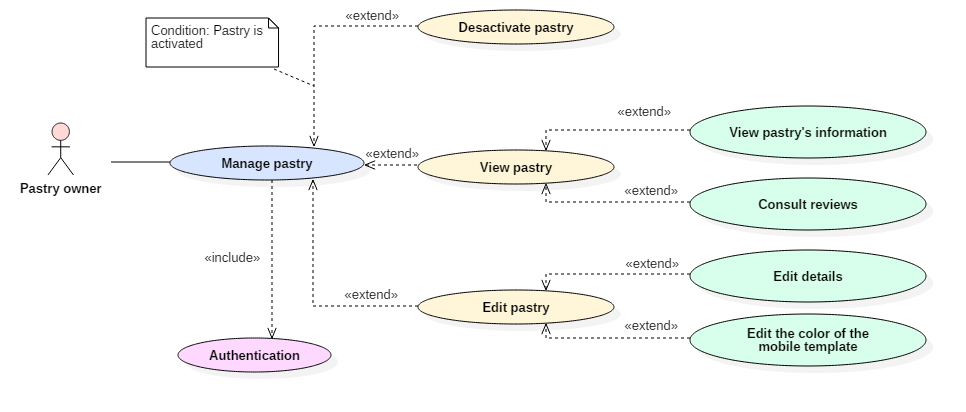 «extend»
Desactivate pastry
Condition: Pastry is
activated
«extend»
View pastry's information
Manage pastry
«extend»
View pastry
Pastry owner
«extend»
Consult reviews
«include»
«extend»
Edit details
«extend»
Edit pastry
«extend»
Edit the color of the
mobile template
Authentication